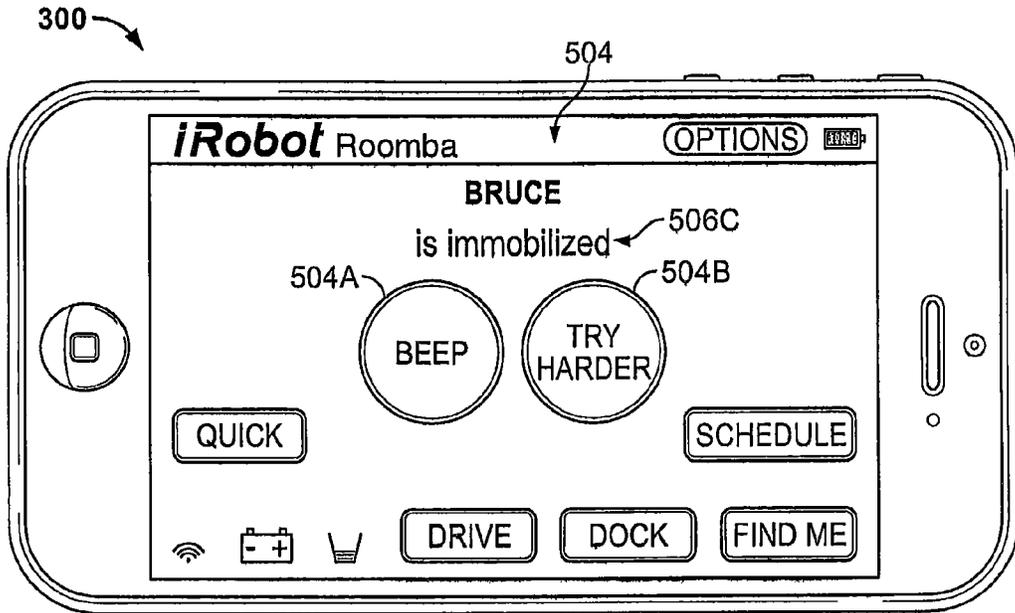 300
504
iRobot Roomba
OPTIONS
BRUCE
is immobilized
506C
504A
504B
BEEP
TRY
HARDER
QUICK
SCHEDULE
DRIVE
DOCK
FIND ME